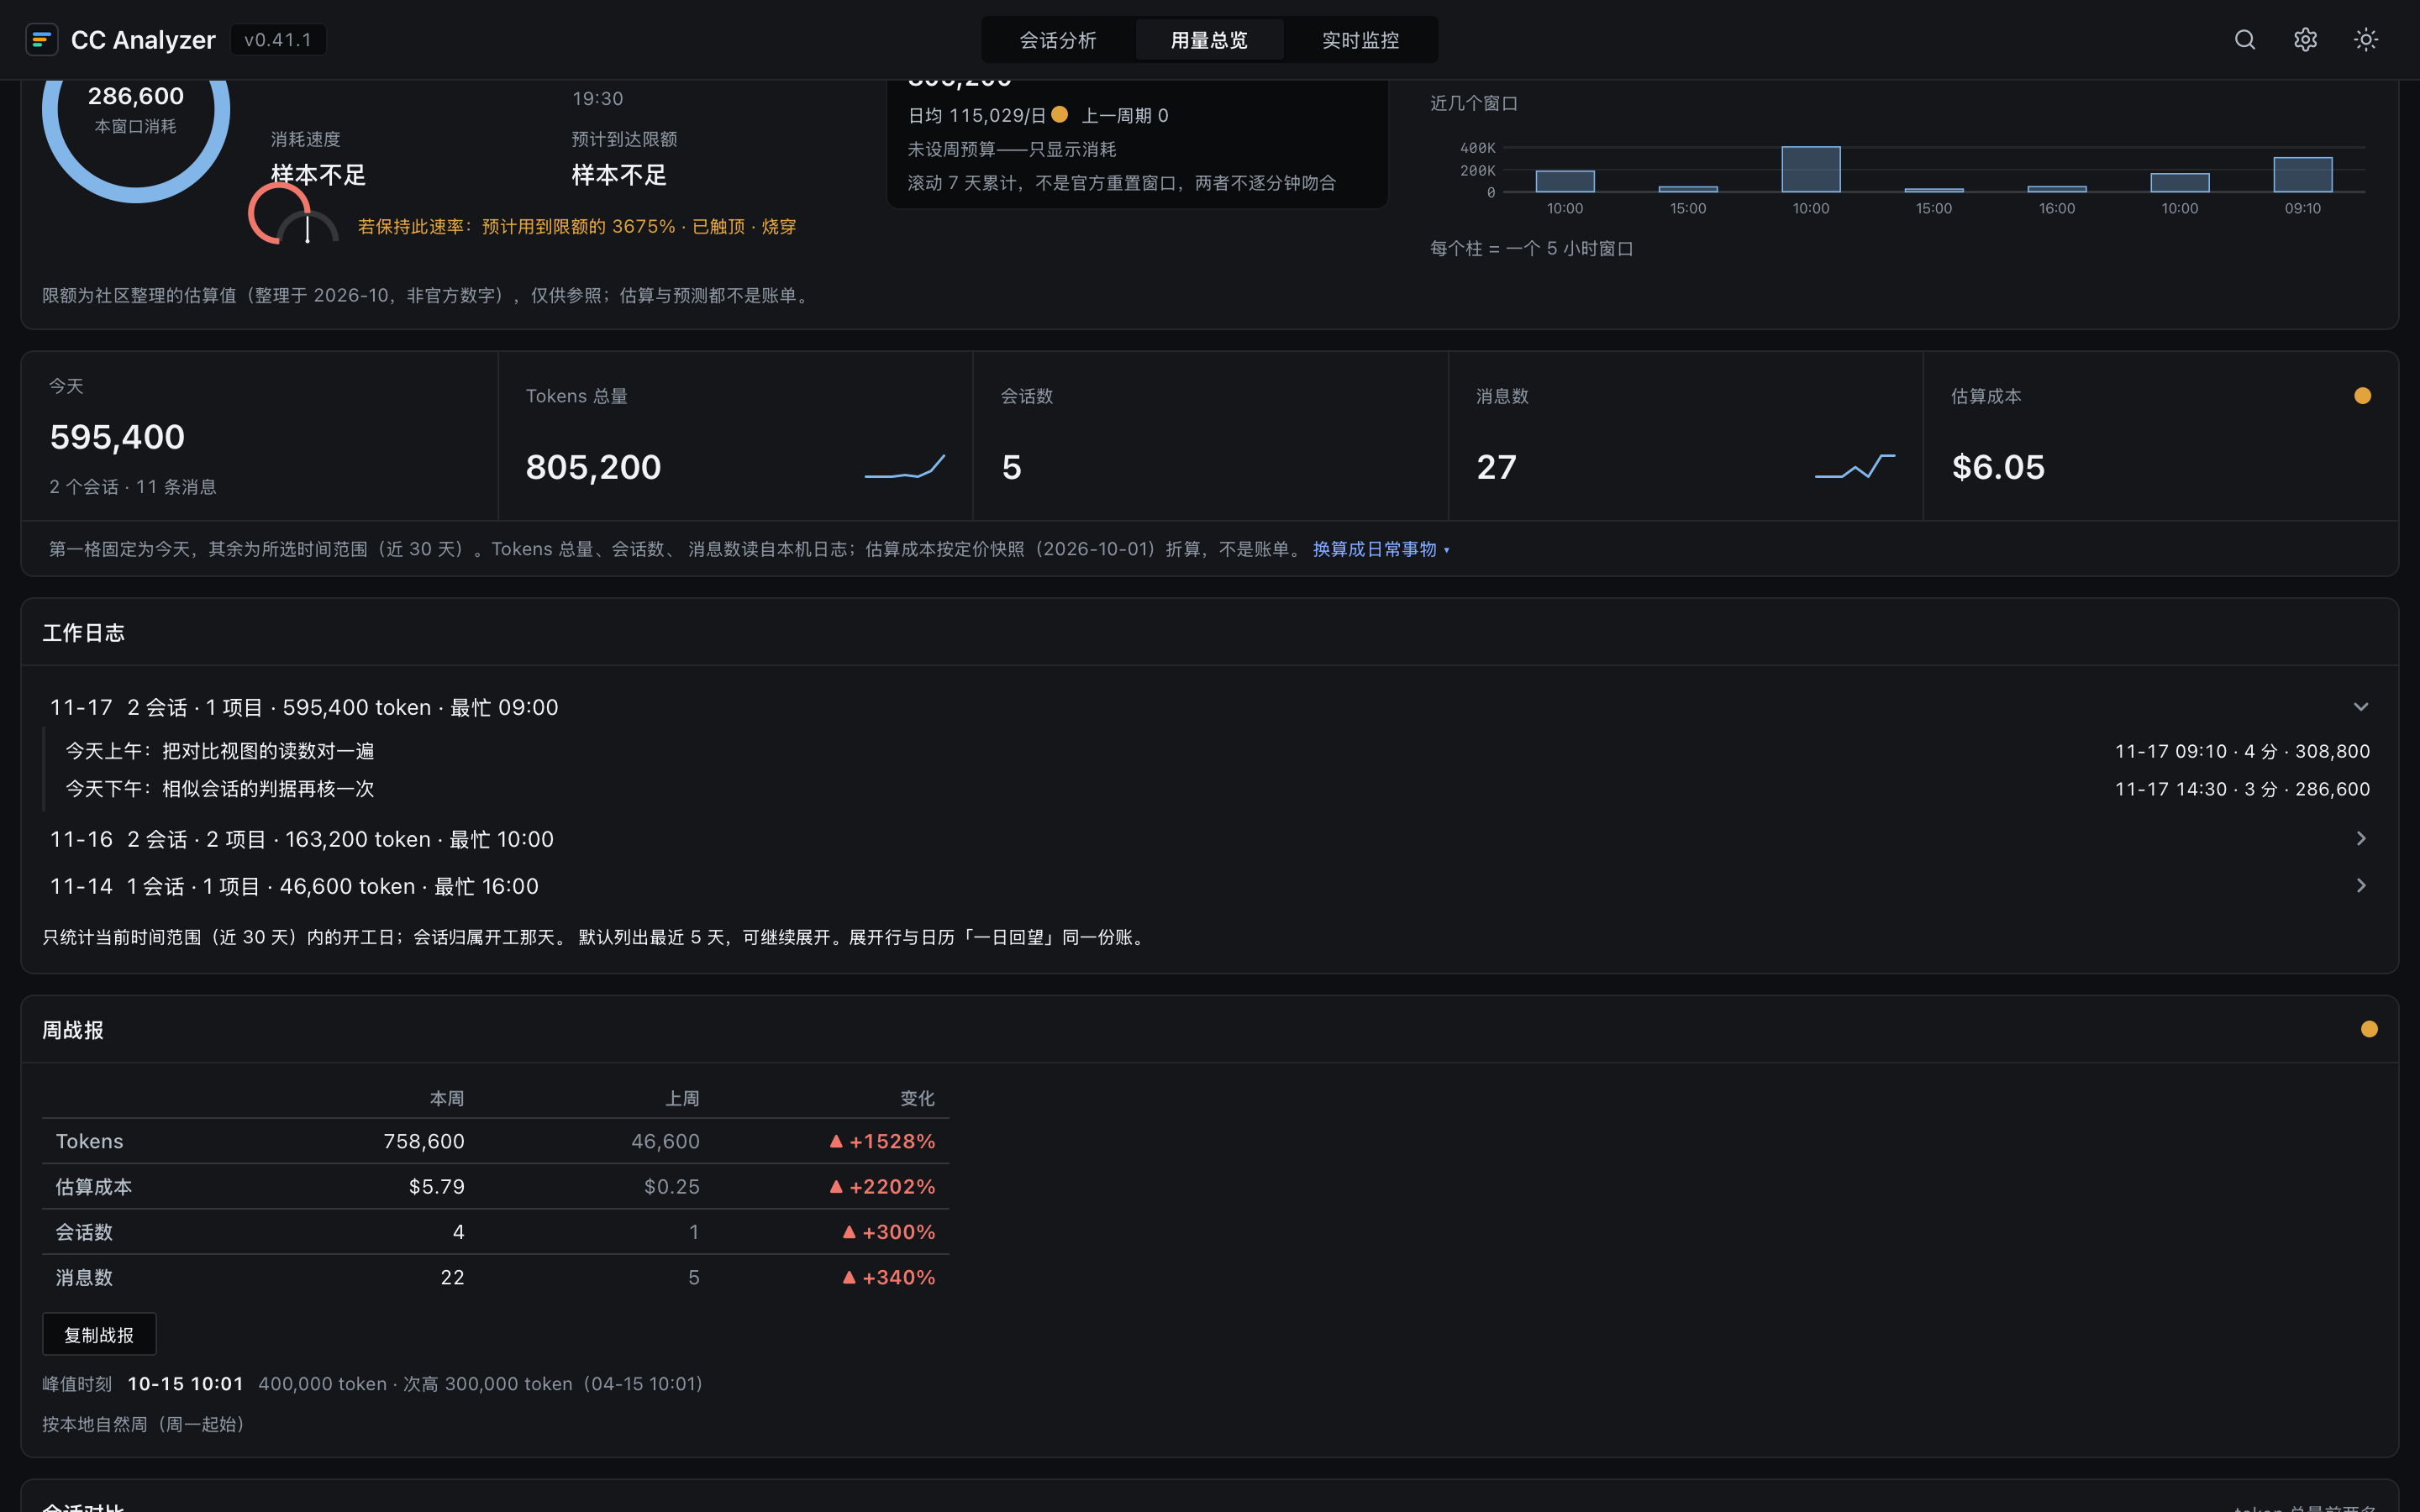 CC Analyzer v0.41.1
会话分析 用量总览 实时监控
286,600
本窗口消耗
19:30
消耗速度
样本不足
预计到达限额
样本不足
若保持此速率：预计用到限额的 3675% · 已触顶 · 烧穿
日均 115,029/日 上一周期 0
未设周预算——只显示消耗
滚动 7 天累计，不是官方重置窗口，两者不逐分钟吻合
近几个窗口
400K
200K
0
10:00 15:00 10:00 15:00 16:00 10:00 09:10
每个柱 = 一个 5 小时窗口
限额为社区整理的估算值（整理于 2026-10，非官方数字），仅供参照；估算与预测都不是账单。
今天
595,400
2 个会话 · 11 条消息
Tokens 总量
805,200
会话数
5
消息数
27
估算成本
$6.05
第一格固定为今天，其余为所选时间范围（近 30 天）。Tokens 总量、会话数、 消息数读自本机日志；估算成本按定价快照（2026-10-01）折算，不是账单。 换算成日常事物 ▾
工作日志
11-17 2 会话 · 1 项目 · 595,400 token · 最忙 09:00
今天上午：把对比视图的读数对一遍 11-17 09:10 · 4 分 · 308,800
今天下午：相似会话的判据再核一次 11-17 14:30 · 3 分 · 286,600
11-16 2 会话 · 2 项目 · 163,200 token · 最忙 10:00
11-14 1 会话 · 1 项目 · 46,600 token · 最忙 16:00
只统计当前时间范围（近 30 天）内的开工日；会话归属开工那天。 默认列出最近 5 天，可继续展开。展开行与日历「一日回望」同一份账。
周战报
本周 上周 变化
Tokens 758,600 46,600 ▲ +1528%
估算成本 $5.79 $0.25 ▲ +2202%
会话数 4 1 ▲ +300%
消息数 22 5 ▲ +340%
复制战报
峰值时刻 10-15 10:01 400,000 token · 次高 300,000 token（04-15 10:01）
按本地自然周（周一起始）